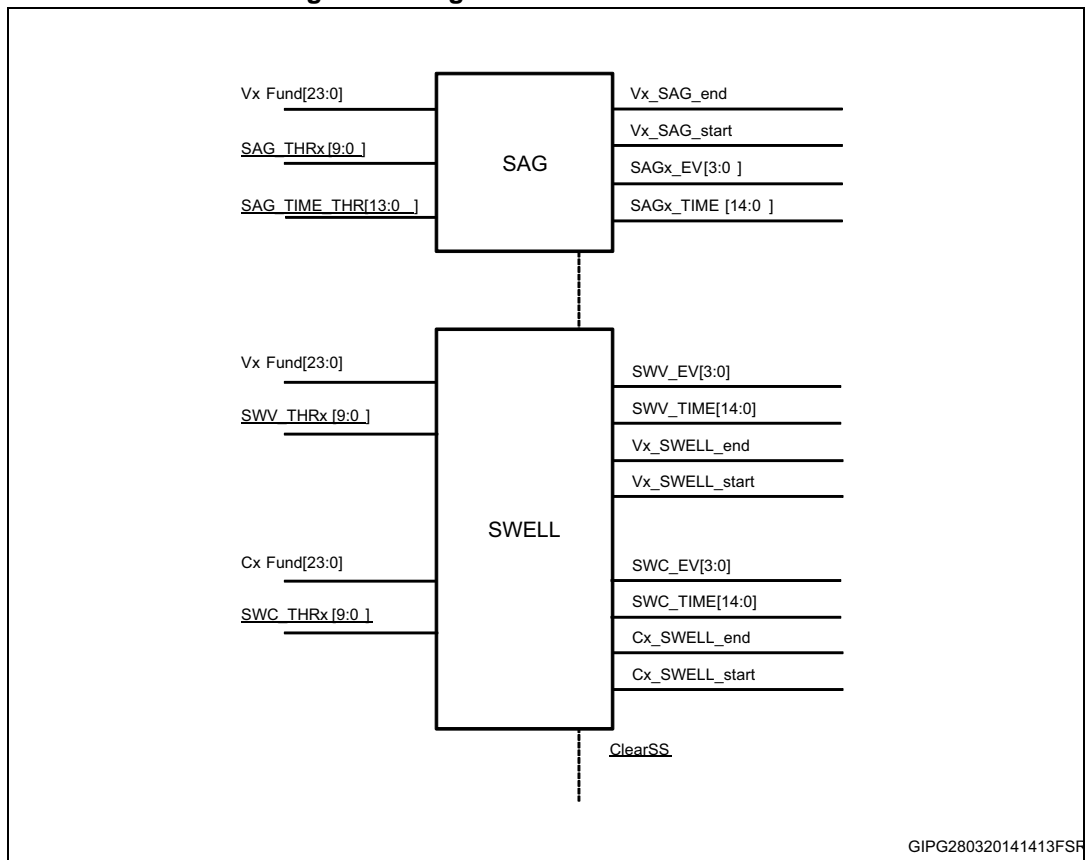 Vx Fund[23:0]
SAG_THRx [9:0 ]
SAG_TIME_THR[13:0 ]
SAG
Vx_SAG_end
Vx_SAG_start
SAGx_EV[3:0 ]
SAGx_TIME [14:0 ]
Vx Fund[23:0]
SWV_THRx [9:0 ]
Cx Fund[23:0]
SWC_THRx [9:0 ]
SWELL
SWV_EV[3:0]
SWV_TIME[14:0]
Vx_SWELL_end
Vx_SWELL_start
SWC_EV[3:0]
SWC_TIME[14:0]
Cx_SWELL_end
Cx_SWELL_start
ClearSS